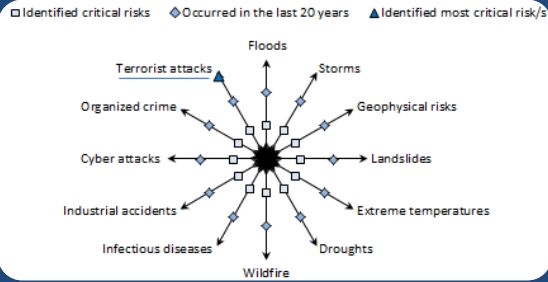 Identified critical risks Occurred in the last 20 years Identified most critical risk/s
Floods
Terrorist attacks Storms
Organized crime Geophysical risks
Cyber attacks Landslides
Industrial accidents Extreme temperatures
Infectious diseases Droughts
Wildfire